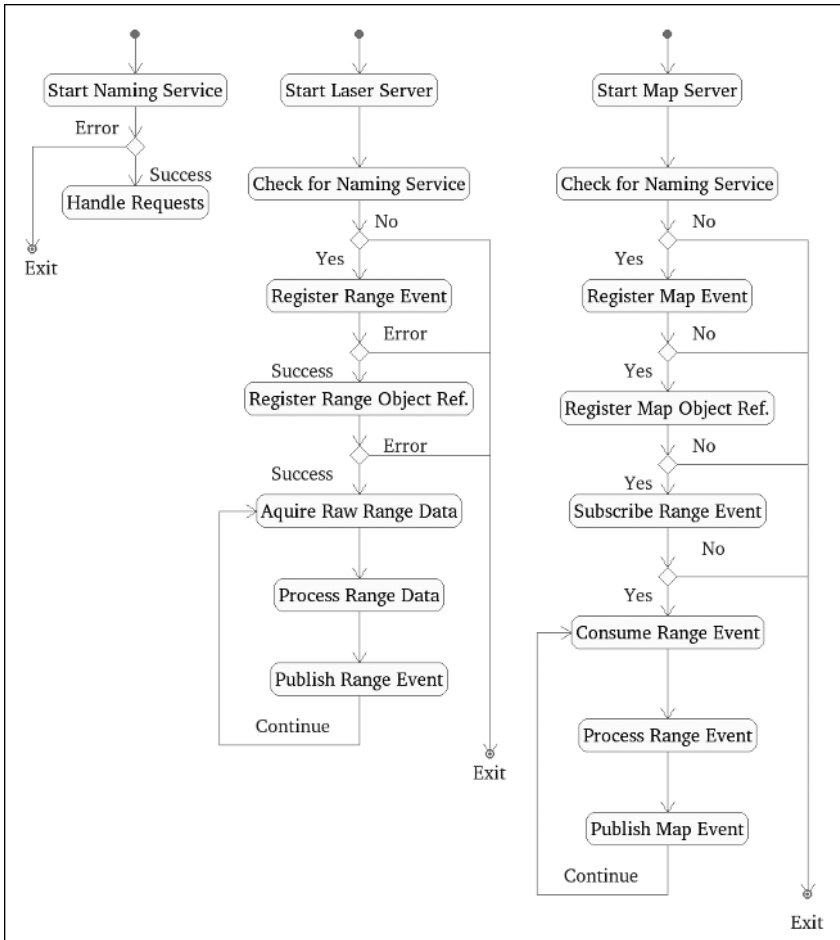 Start Naming Service
Error
Success
Handle Requests
Exit
Start Laser Server
Check for Naming Service
No
Yes
Register Range Event
Error
Success
Register Range Object Ref.
Error
Success
Aquire Raw Range Data
Process Range Data
Publish Range Event
Continue
Exit
Start Map Server
Check for Naming Service
No
Yes
Register Map Event
No
Yes
Register Map Object Ref.
No
Yes
Subscribe Range Event
No
Yes
Consume Range Event
Process Range Event
Publish Map Event
Continue
Exit